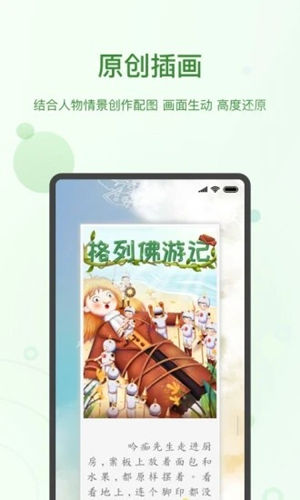 原创插画
结合人物情景创作配图 画面生动 高度还原
格列佛游记
吟痴先生走进厨
房，案板上放着面包和
水果，都原样摆着。看
看地上，连个脚印都没